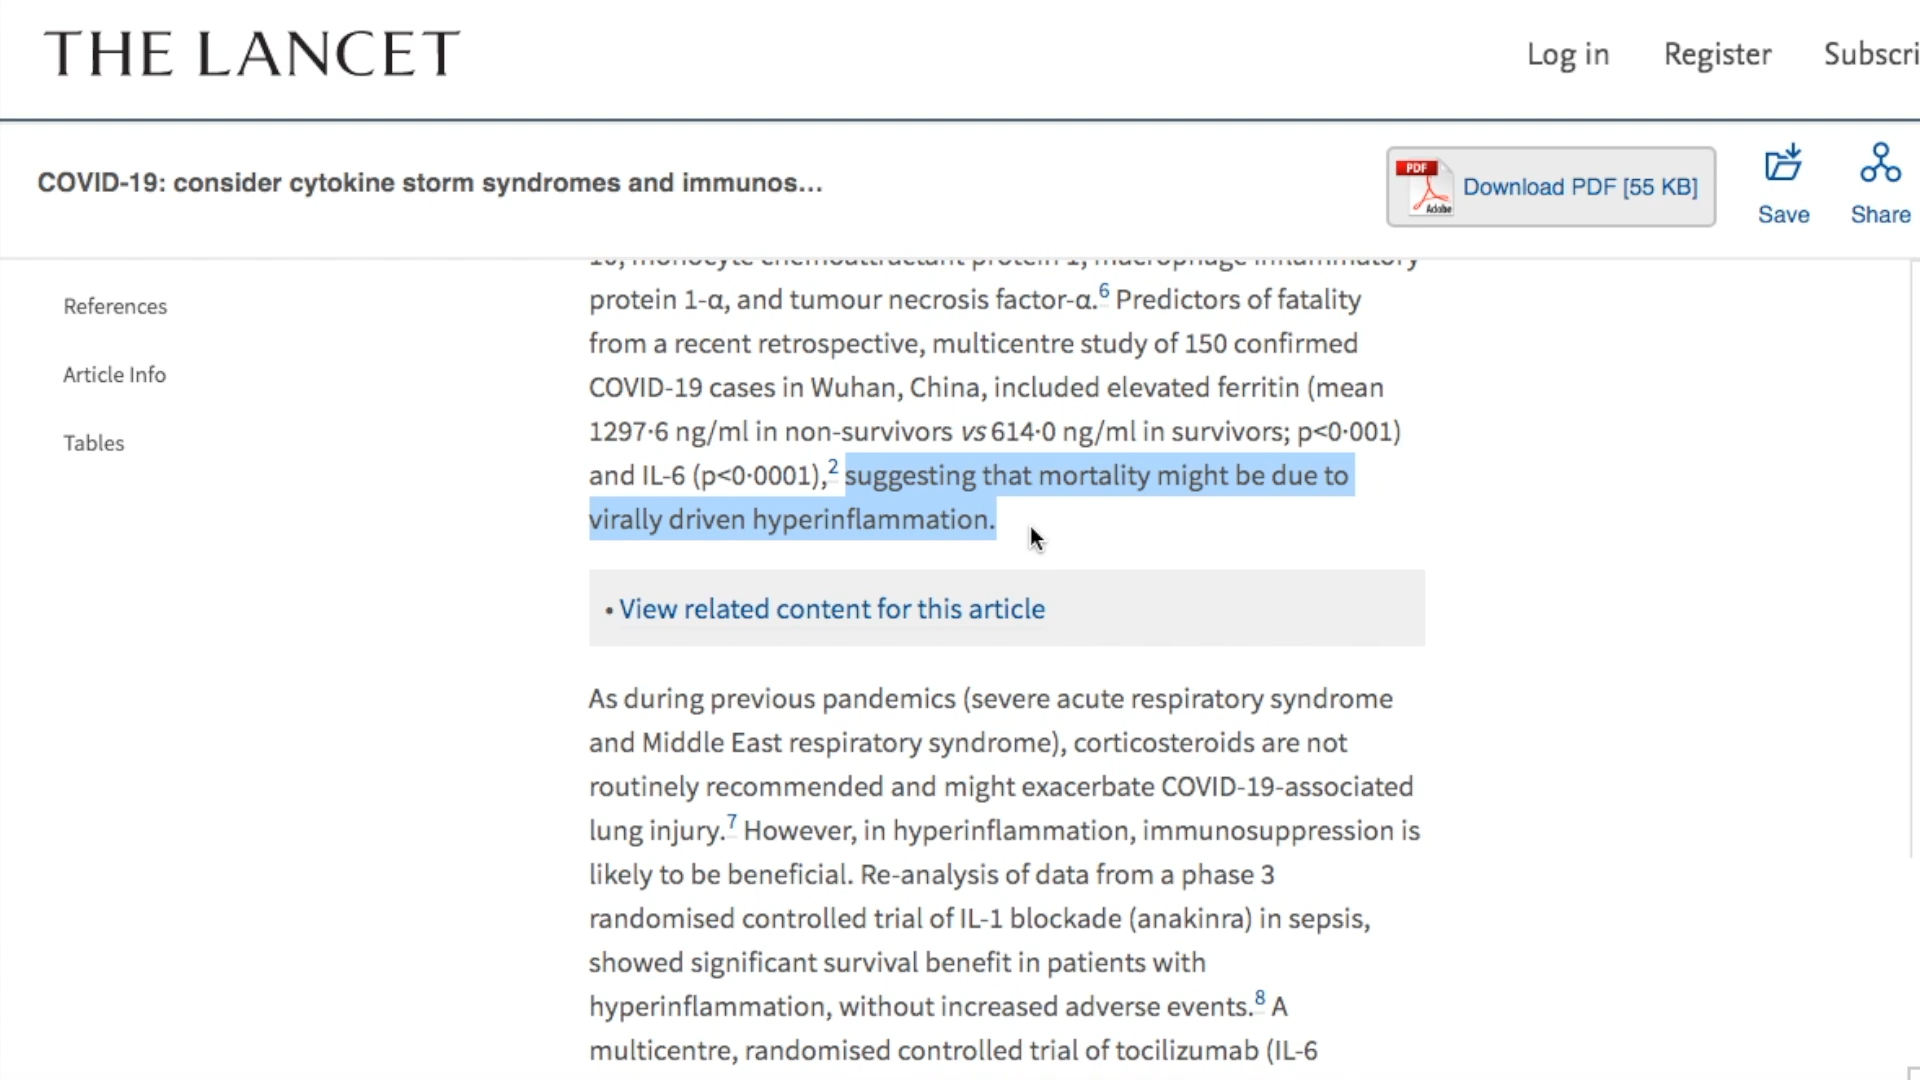 THE LANCET
Log in
Register
Subscri
COVID-19: consider cytokine storm syndromes and immunos...
PDF
Adobe
Download PDF [55 KB]
Save
Share
References
Article Info
Tables
10, monocyte chemoattractant protein 1, macrophage inflammatory
protein 1-α, and tumour necrosis factor-α.6 Predictors of fatality
from a recent retrospective, multicentre study of 150 confirmed
COVID-19 cases in Wuhan, China, included elevated ferritin (mean
1297·6 ng/ml in non-survivors vs 614·0 ng/ml in survivors; p<0·001)
and IL-6 (p<0·0001),2 suggesting that mortality might be due to
virally driven hyperinflammation.
• View related content for this article
As during previous pandemics (severe acute respiratory syndrome
and Middle East respiratory syndrome), corticosteroids are not
routinely recommended and might exacerbate COVID-19-associated
lung injury.7 However, in hyperinflammation, immunosuppression is
likely to be beneficial. Re-analysis of data from a phase 3
randomised controlled trial of IL-1 blockade (anakinra) in sepsis,
showed significant survival benefit in patients with
hyperinflammation, without increased adverse events.8 A
multicentre, randomised controlled trial of tocilizumab (IL-6